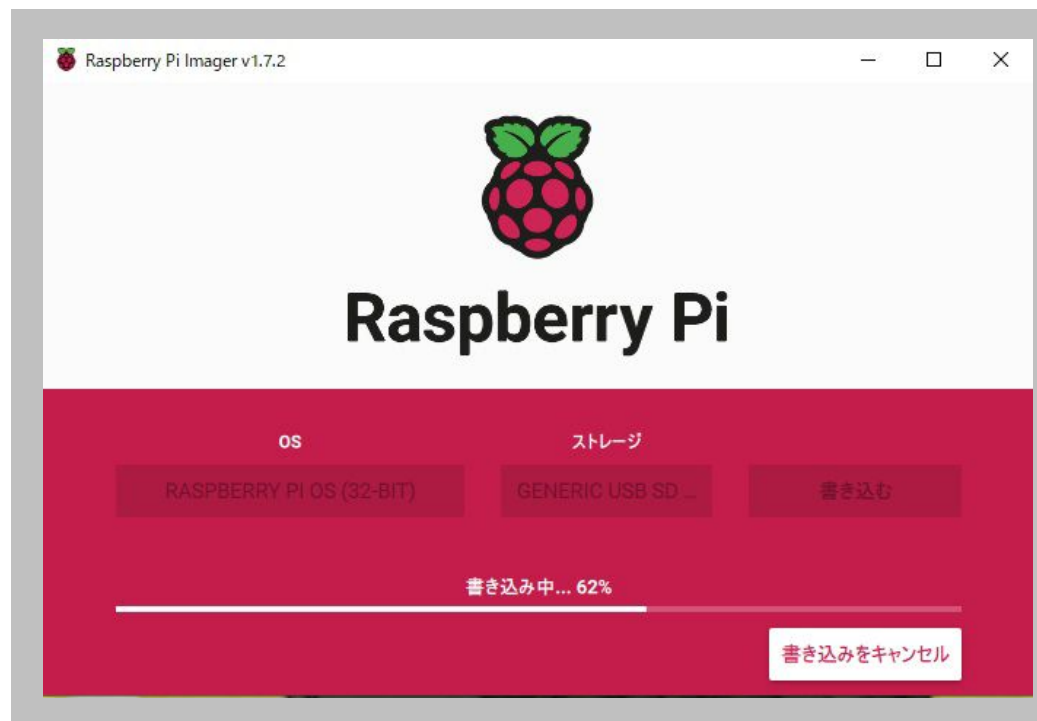 Raspberry Pi Imager v1.7.2
Raspberry Pi
OS
ストレージ
RASPBERRY PI OS (32-BIT)
GENERIC USB SD ...
書き込む
書き込み中... 62%
書き込みをキャンセル